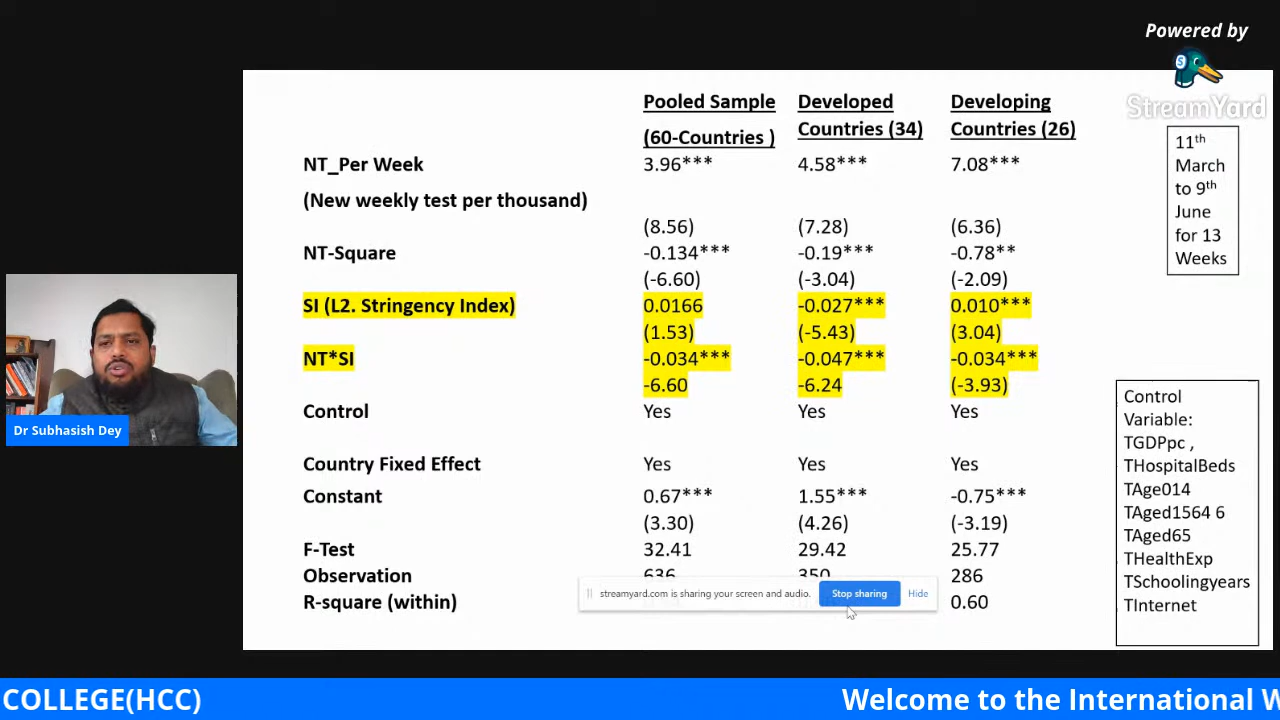 Powered by
StreamYard
Pooled Sample Developed Developing
(60-Countries ) Countries (34) Countries (26)
NT_Per Week 3.96*** 4.58*** 7.08***
(New weekly test per thousand)
(8.56) (7.28) (6.36)
NT-Square -0.134*** -0.19*** -0.78**
(-6.60) (-3.04) (-2.09)
SI (L2. Stringency Index) 0.0166 -0.027*** 0.010***
(1.53) (-5.43) (3.04)
NT*SI -0.034*** -0.047*** -0.034***
-6.60 -6.24 (-3.93)
Control Yes Yes Yes
Country Fixed Effect Yes Yes Yes
Constant 0.67*** 1.55*** -0.75***
(3.30) (4.26) (-3.19)
F-Test 32.41 29.42 25.77
Observation 636 350 286
R-square (within) 0.60
streamyard.com is sharing your screen and audio. Stop sharing Hide
11th
March
to 9th
June
for 13
Weeks
Control
Variable:
TGDPpc ,
THospitalBeds
TAge014
TAged1564 6
TAged65
THealthExp
TSchoolingyears
TInternet
Dr Subhasish Dey
COLLEGE(HCC) Welcome to the International